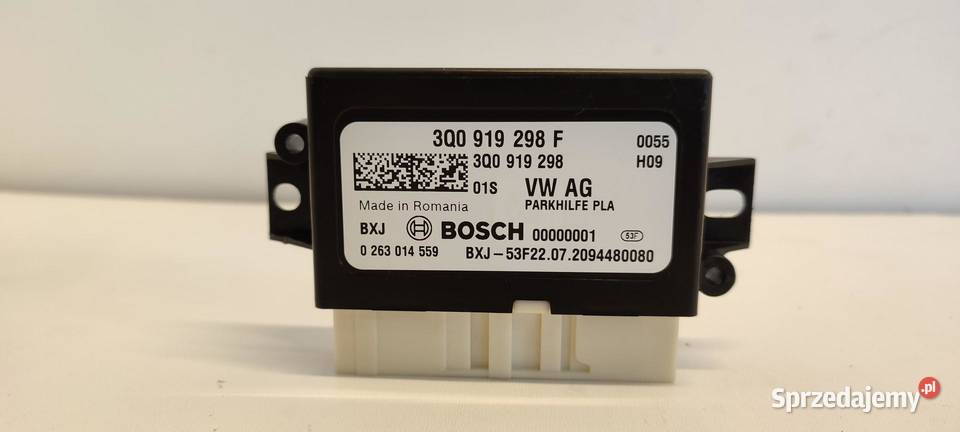 3Q0 919 298 F 0055
3Q0 919 298 H09
01S VW AG
Made in Romania PARKHILFE PLA
BXJ BOSCH 00000001 53F
0 263 014 559 BXJ-53F22.07.2094480080
Sprzedajemy.pl